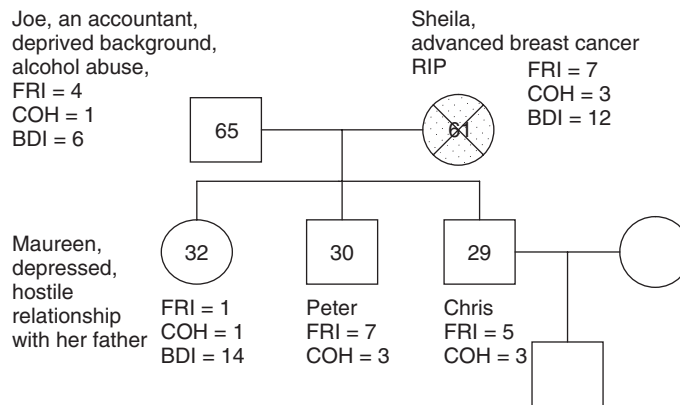 Joe, an accountant,
deprived background,
alcohol abuse,
FRI = 4
COH = 1
BDI = 6
Sheila,
advanced breast cancer
RIP
FRI = 7
COH = 3
BDI = 12
65
61
Maureen,
depressed,
hostile
relationship
with her father
32
30
29
FRI = 1
COH = 1
BDI = 14
Peter
FRI = 7
COH = 3
Chris
FRI = 5
COH = 3